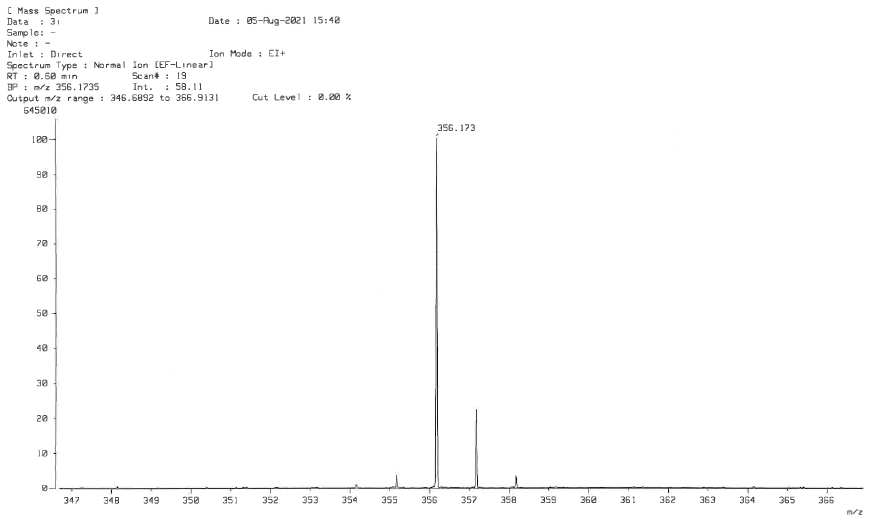 [ Mass Spectrum ]
Data : 3i Date : 05-Aug-2021 15:40
Sample: -
Note : -
Inlet : Direct Ion Mode : EI+
Spectrum Type : Normal Ion [EF-Linear]
RT : 0.60 min Scan# : 19
BP : m/z 356.1735 Int. : 58.11
Output m/z range : 346.6892 to 366.9131 Cut Level : 0.00 %
645010
356.173
100
90
80
70
60
50
40
30
20
10
0
347 348 349 350 351 352 353 354 355 356 357 358 359 360 361 362 363 364 365 366
m/z